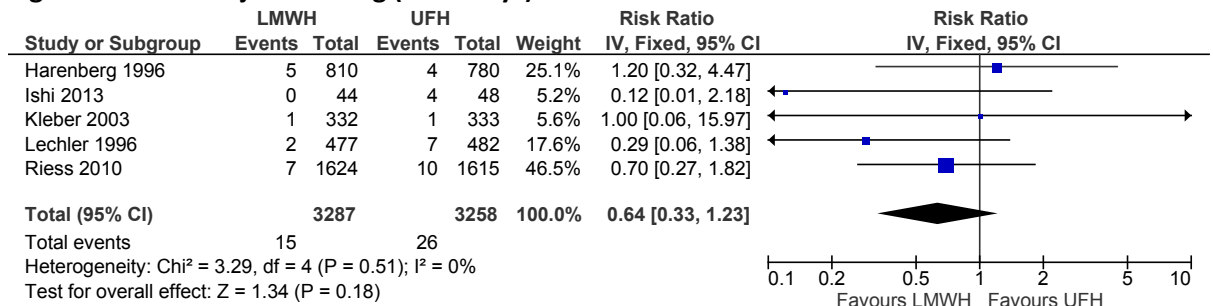 LMWH UFH Risk Ratio Risk Ratio
Study or Subgroup Events Total Events Total Weight IV, Fixed, 95% CI IV, Fixed, 95% CI
Harenberg 1996 5 810 4 780 25.1% 1.20 [0.32, 4.47]
Ishi 2013 0 44 4 48 5.2% 0.12 [0.01, 2.18]
Kleber 2003 1 332 1 333 5.6% 1.00 [0.06, 15.97]
Lechler 1996 2 477 7 482 17.6% 0.29 [0.06, 1.38]
Riess 2010 7 1624 10 1615 46.5% 0.70 [0.27, 1.82]
Total (95% CI) 3287 3258 100.0% 0.64 [0.33, 1.23]
Total events 15 26
Heterogeneity: Chi² = 3.29, df = 4 (P = 0.51); I² = 0%
Test for overall effect: Z = 1.34 (P = 0.18)
0.1 0.2 0.5 1 2 5 10
Favours LMWH Favours UFH